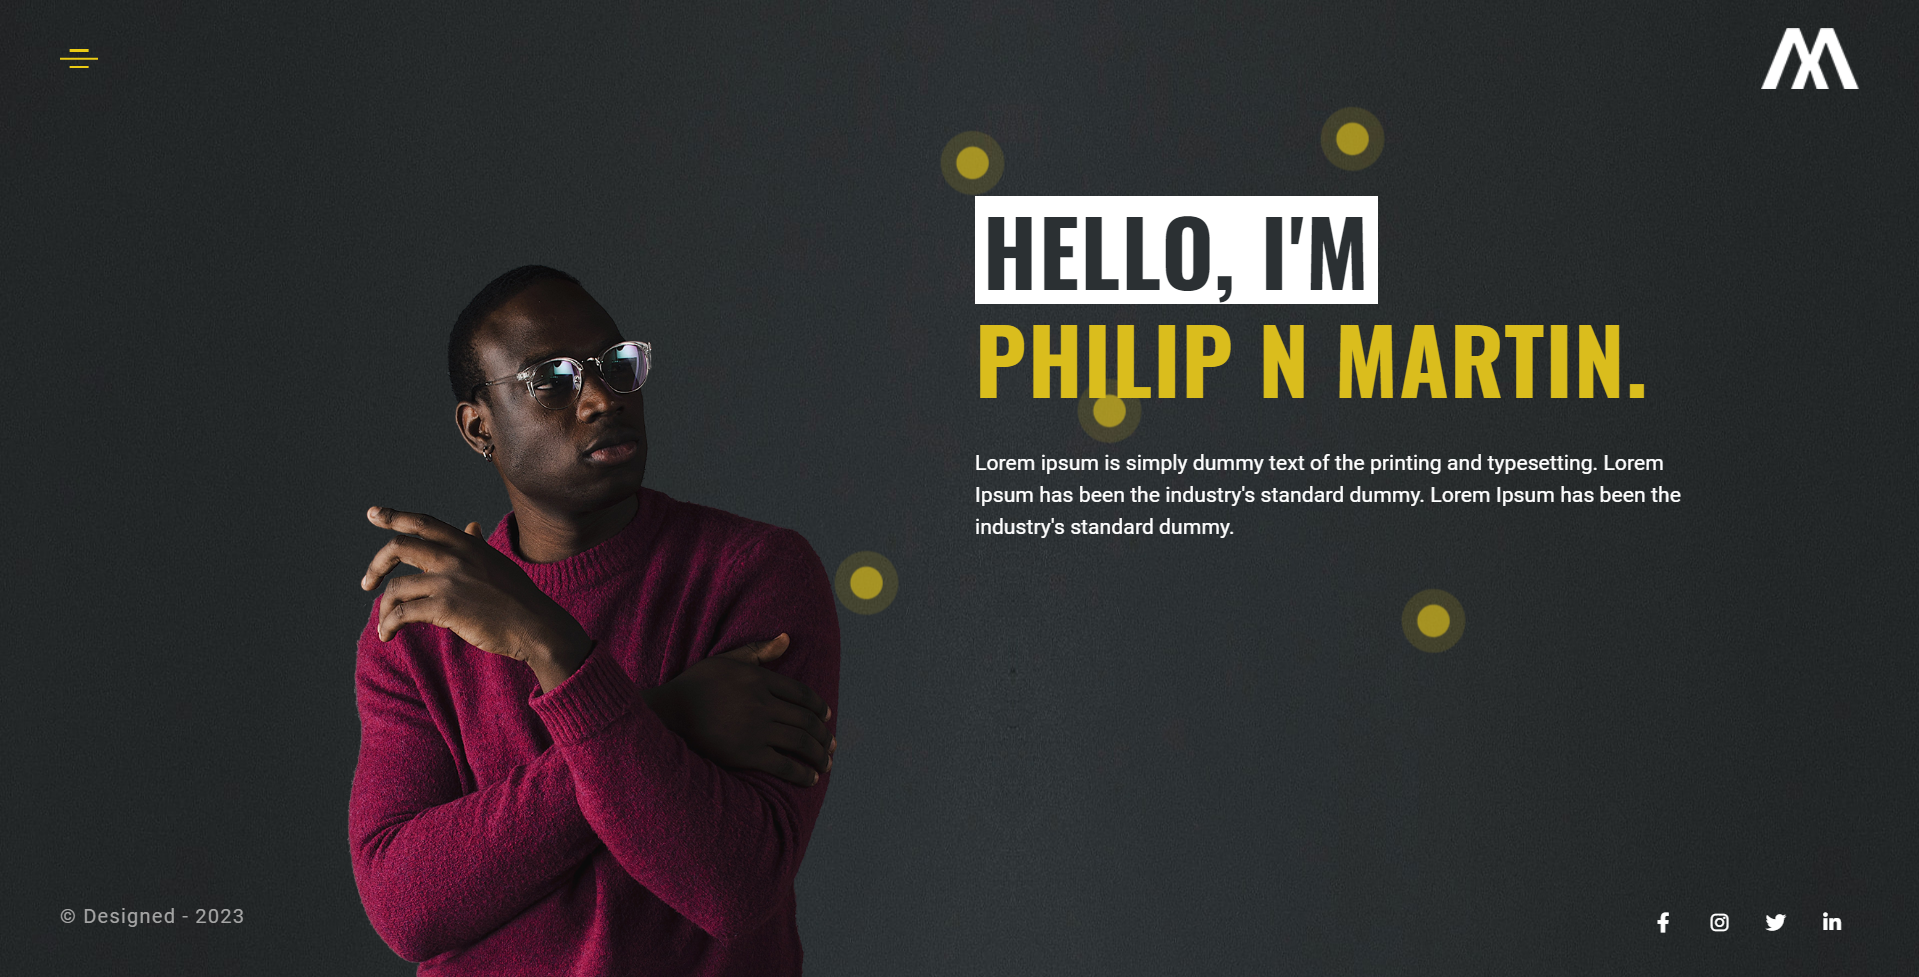 HELLO, I'M
PHILIP N MARTIN.
Lorem ipsum is simply dummy text of the printing and typesetting. Lorem
Ipsum has been the industry's standard dummy. Lorem Ipsum has been the
industry's standard dummy.
© Designed - 2023